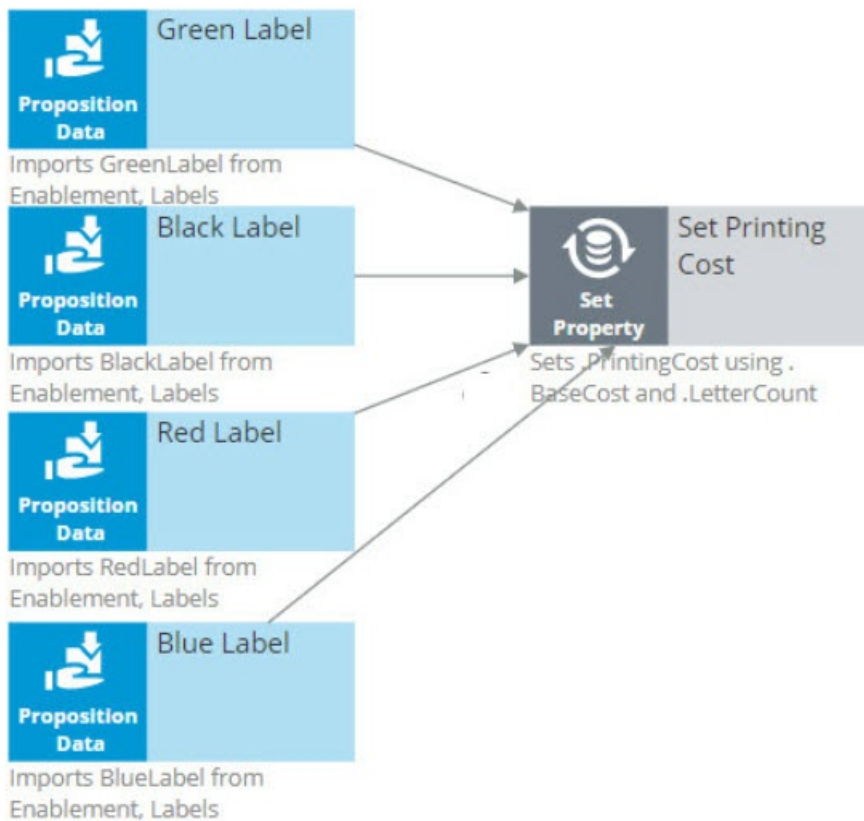 Green Label
Proposition
Data
Imports GreenLabel from
Enablement, Labels
Black Label
Proposition
Data
Imports BlackLabel from
Enablement, Labels
Red Label
Proposition
Data
Imports RedLabel from
Enablement, Labels
Blue Label
Proposition
Data
Imports BlueLabel from
Enablement, Labels
Set Printing
Cost
Set
Property
Sets .PrintingCost using .
BaseCost and .LetterCount